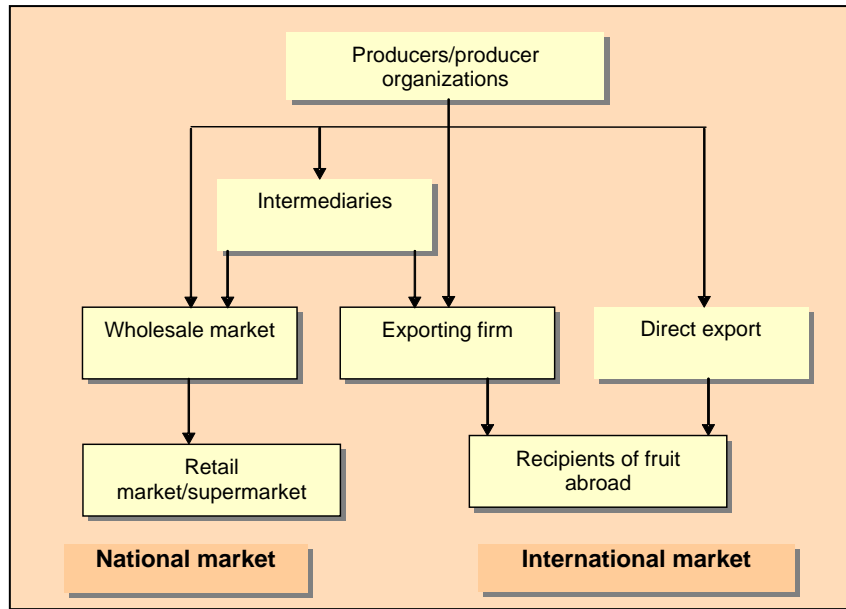 Producers/producer
organizations
Intermediaries
Wholesale market
Exporting firm
Direct export
Retail
market/supermarket
Recipients of fruit
abroad
National market
International market